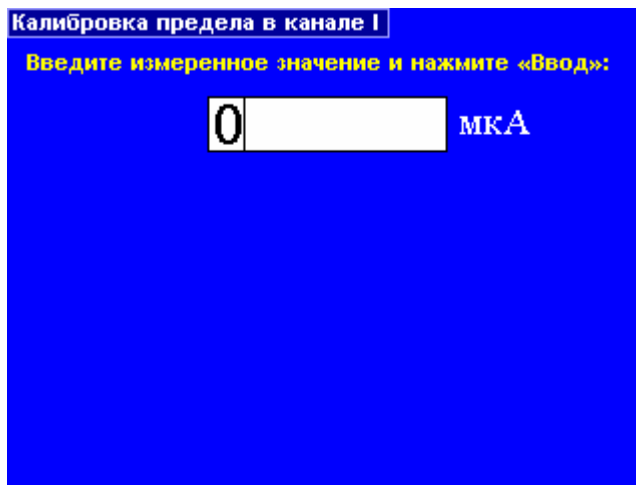 Калибровка предела в канале I
Введите измеренное значение и нажмите «Ввод»:
0 мкА